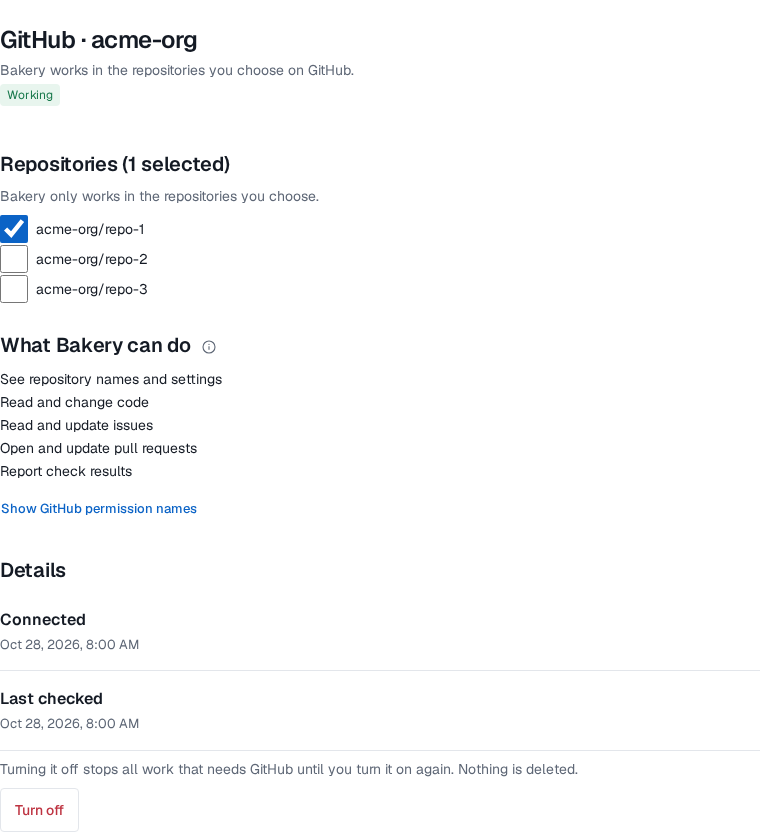 GitHub · acme-org
Bakery works in the repositories you choose on GitHub.
Working
Repositories (1 selected)
Bakery only works in the repositories you choose.
acme-org/repo-1
acme-org/repo-2
acme-org/repo-3
What Bakery can do
See repository names and settings
Read and change code
Read and update issues
Open and update pull requests
Report check results
Show GitHub permission names
Details
Connected
Oct 28, 2026, 8:00 AM
Last checked
Oct 28, 2026, 8:00 AM
Turning it off stops all work that needs GitHub until you turn it on again. Nothing is deleted.
Turn off